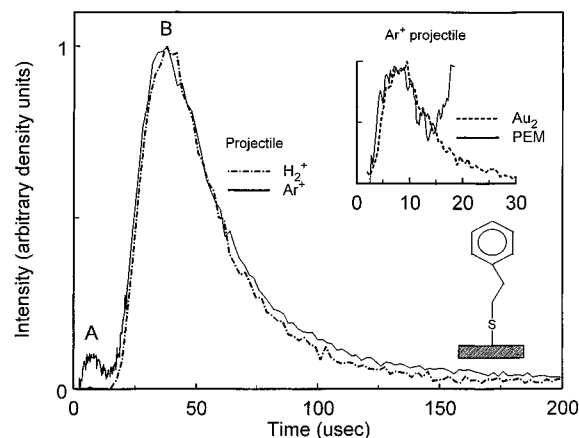 B
A
1
0
Intensity (arbitrary density units)
Projectile
H₂⁺
Ar⁺
Ar⁺ projectile
Au₂
PEM
0 10 20 30
S
0 50 100 150 200
Time (usec)